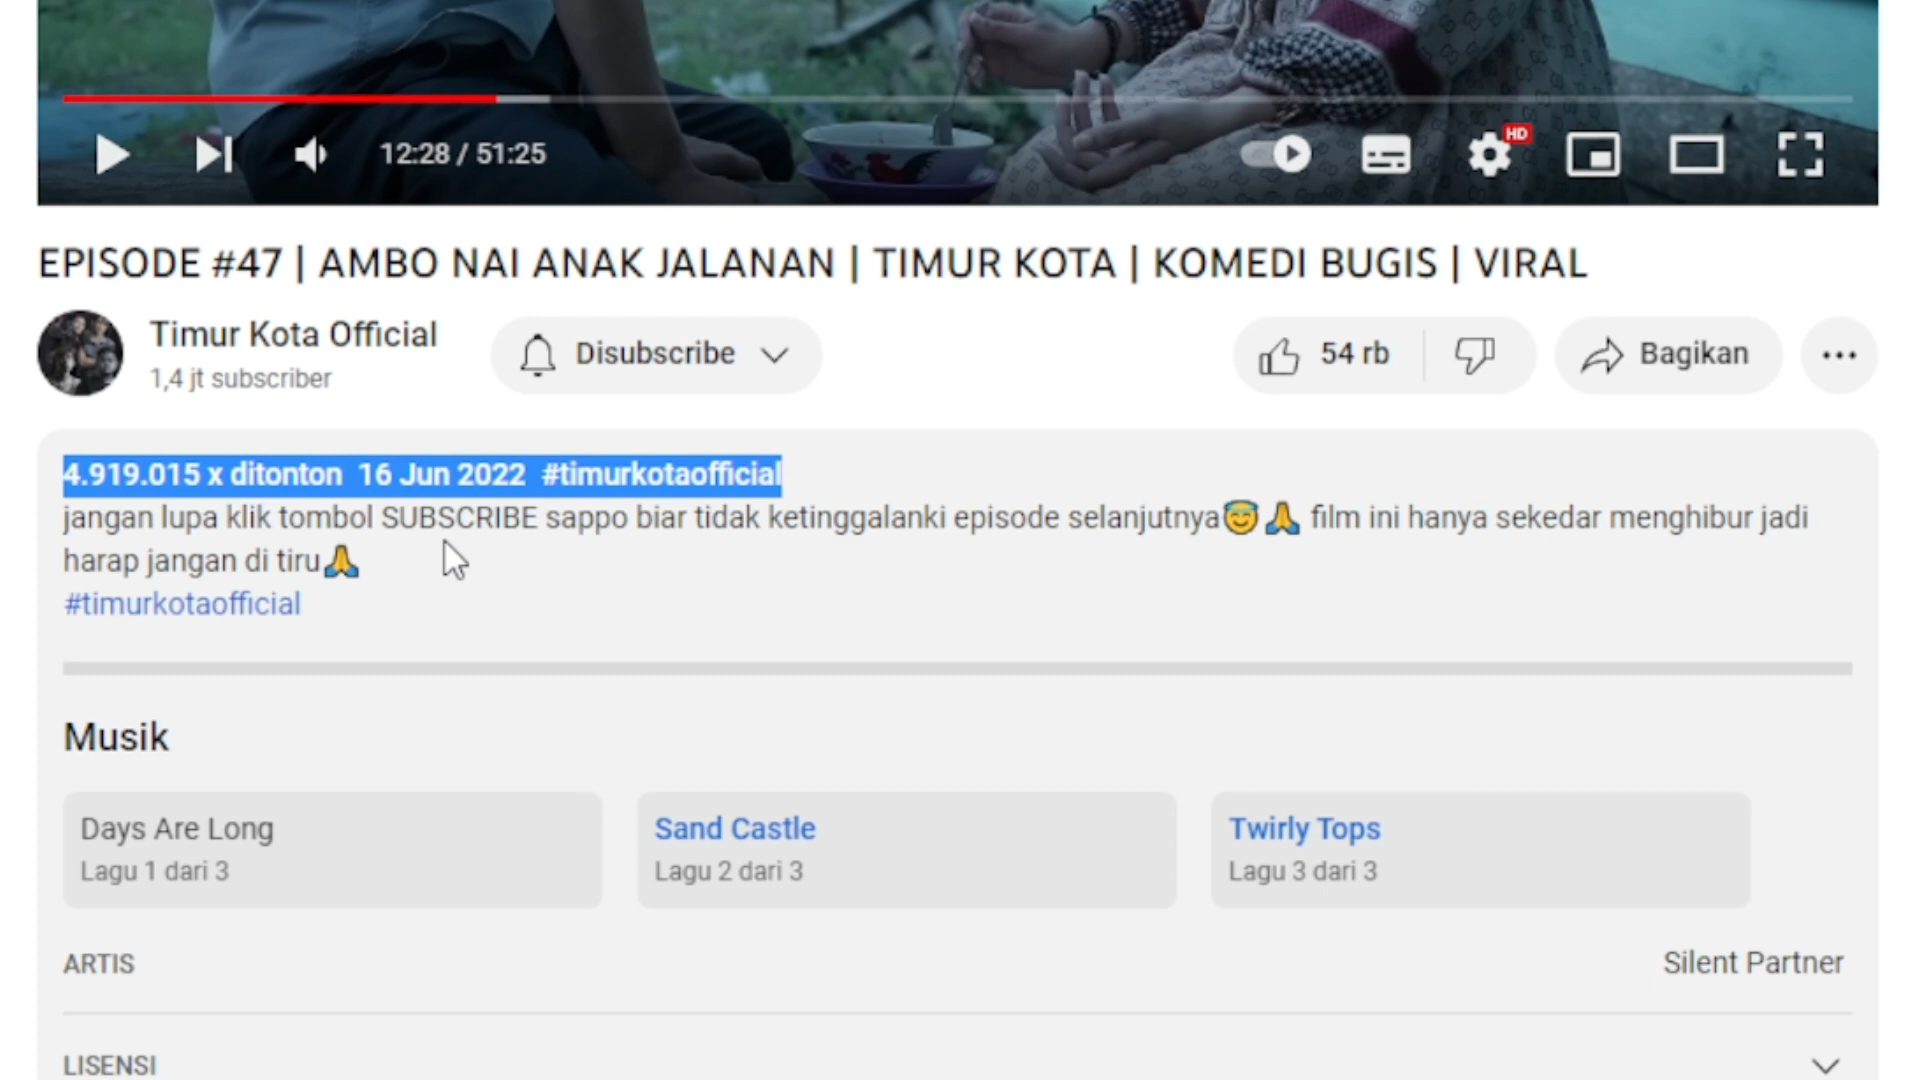 12:28 / 51:25
HD
EPISODE #47 | AMBO NAI ANAK JALANAN | TIMUR KOTA | KOMEDI BUGIS | VIRAL
Timur Kota Official
1,4 jt subscriber
Disubscribe
54 rb
Bagikan
4.919.015 x ditonton 16 Jun 2022 #timurkotaofficial
jangan lupa klik tombol SUBSCRIBE sappo biar tidak ketinggalanki episode selanjutnya😇🙏 film ini hanya sekedar menghibur jadi
harap jangan di tiru🙏
#timurkotaofficial
Musik
Days Are Long
Lagu 1 dari 3
Sand Castle
Lagu 2 dari 3
Twirly Tops
Lagu 3 dari 3
ARTIS
Silent Partner
LISENSI